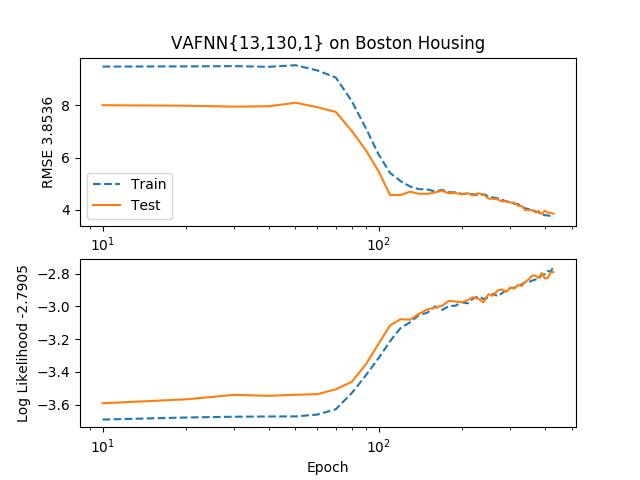 VAFNN{13,130,1} on Boston Housing
RMSE 3.8536
8
6
4
Train
Test
10¹
10²
Log Likelihood -2.7905
−2.8
−3.0
−3.2
−3.4
−3.6
10¹
10²
Epoch